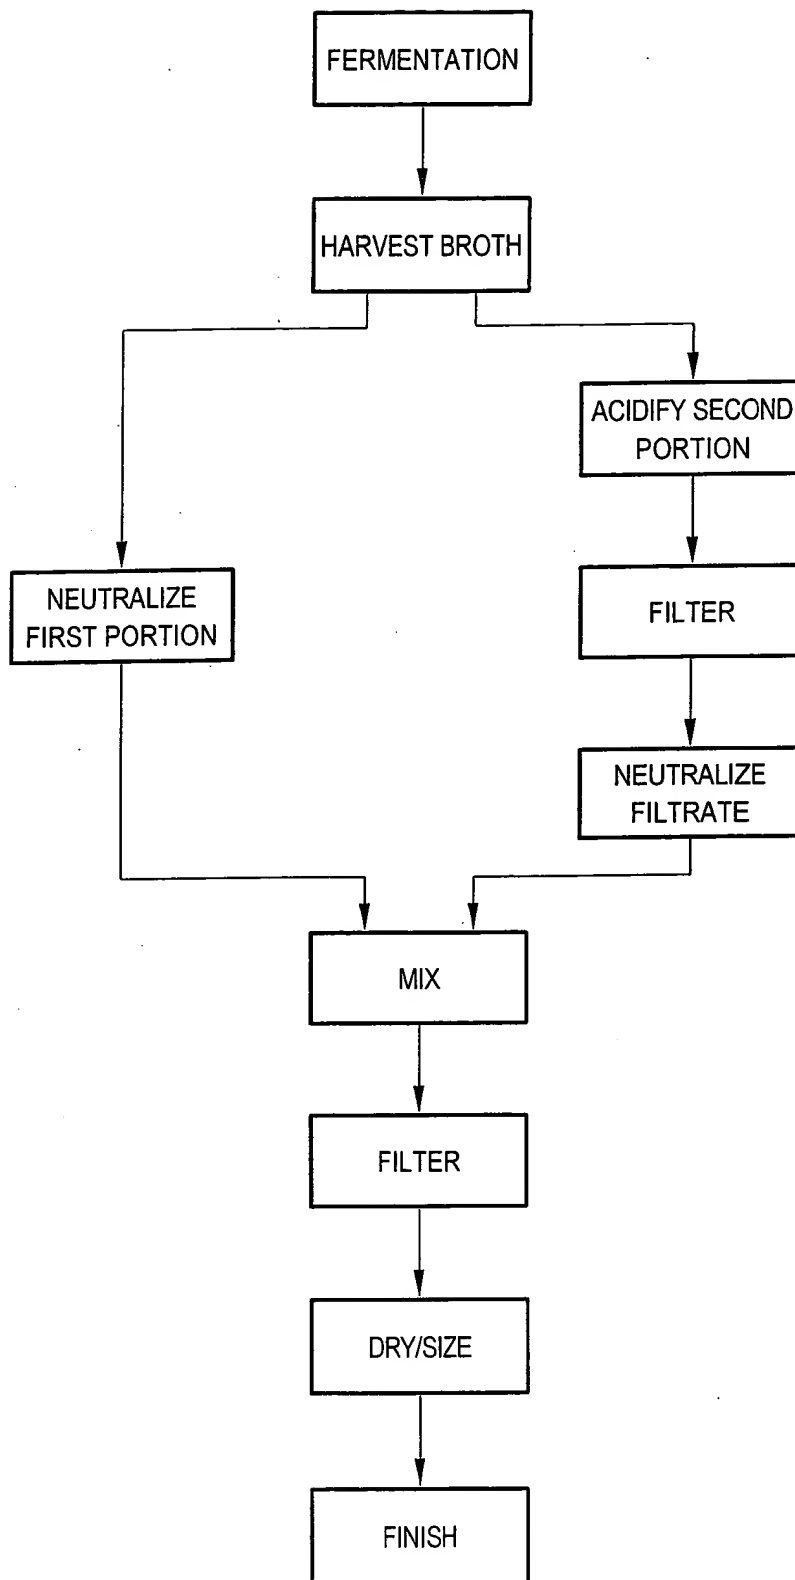 FERMENTATION
HARVEST BROTH
ACIDIFY SECOND
PORTION
NEUTRALIZE
FIRST PORTION
FILTER
NEUTRALIZE
FILTRATE
MIX
FILTER
DRY/SIZE
FINISH